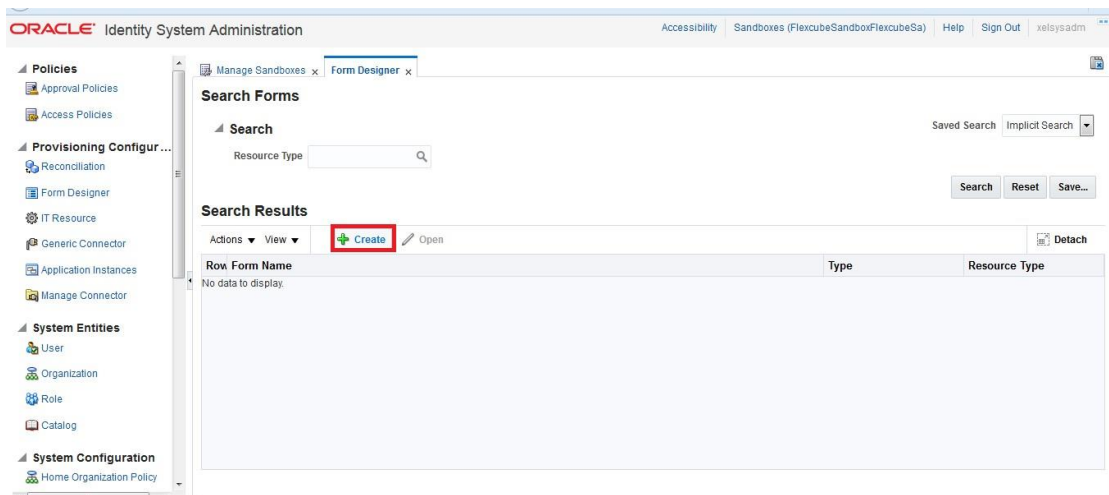 ORACLE Identity System Administration
Accessibility Sandboxes (FlexcubeSandboxFlexcubeSa) Help Sign Out xelsysadm
Policies
Approval Policies
Access Policies
Provisioning Configur...
Reconciliation
Form Designer
IT Resource
Generic Connector
Application Instances
Manage Connector
System Entities
User
Organization
Role
Catalog
System Configuration
Home Organization Policy
Manage Sandboxes x Form Designer x
Search Forms
Search
Saved Search Implicit Search
Resource Type
Search Reset Save...
Search Results
Actions View Create Open Detach
Row Form Name Type Resource Type
No data to display.